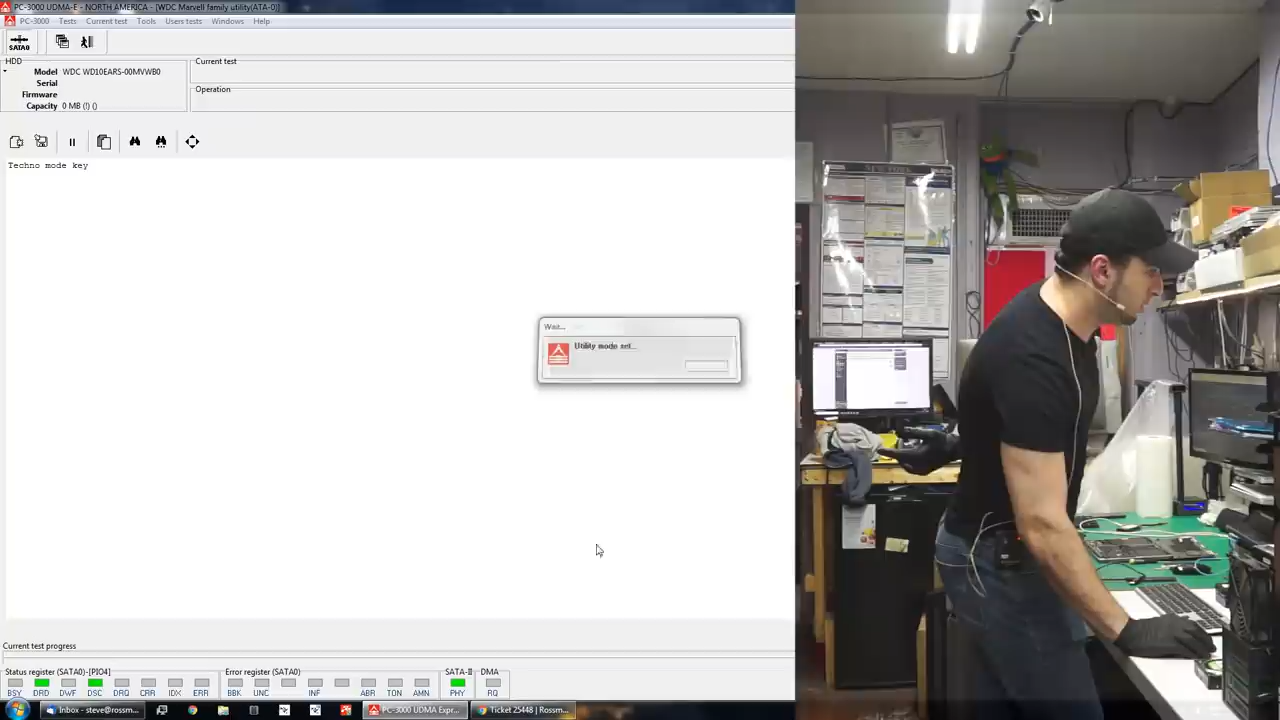 PC-3000 UDMA-E - NORTH AMERICA - [WDC Marvell family utility(ATA-0)]
PC-3000 Tests Current test Tools Users tests Windows Help
SATA0
HDD
Model WDC WD10EARS-00MVWB0
Serial
Firmware
Capacity 0 MB (!) ()
Current test
Operation
Techno mode key
Wait...
Utility mode set...
NEW YORK
Current test progress
Status register (SATA0)-[PIO4]
BSY DRD DWF DSC DRQ CRR IDX ERR
Error register (SATA0)
BBK UNC INF ABR TON AMN
SATA-II
PHY
DMA
RQ
Inbox - steve@rossm...
PC-3000 UDMA Expr...
Ticket 25448 | Rossm...